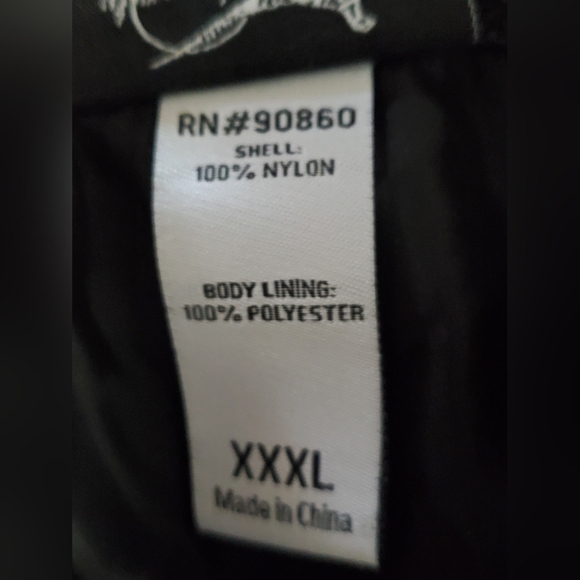 RN#90860
SHELL:
100% NYLON
BODY LINING:
100% POLYESTER
XXXL
Made in China